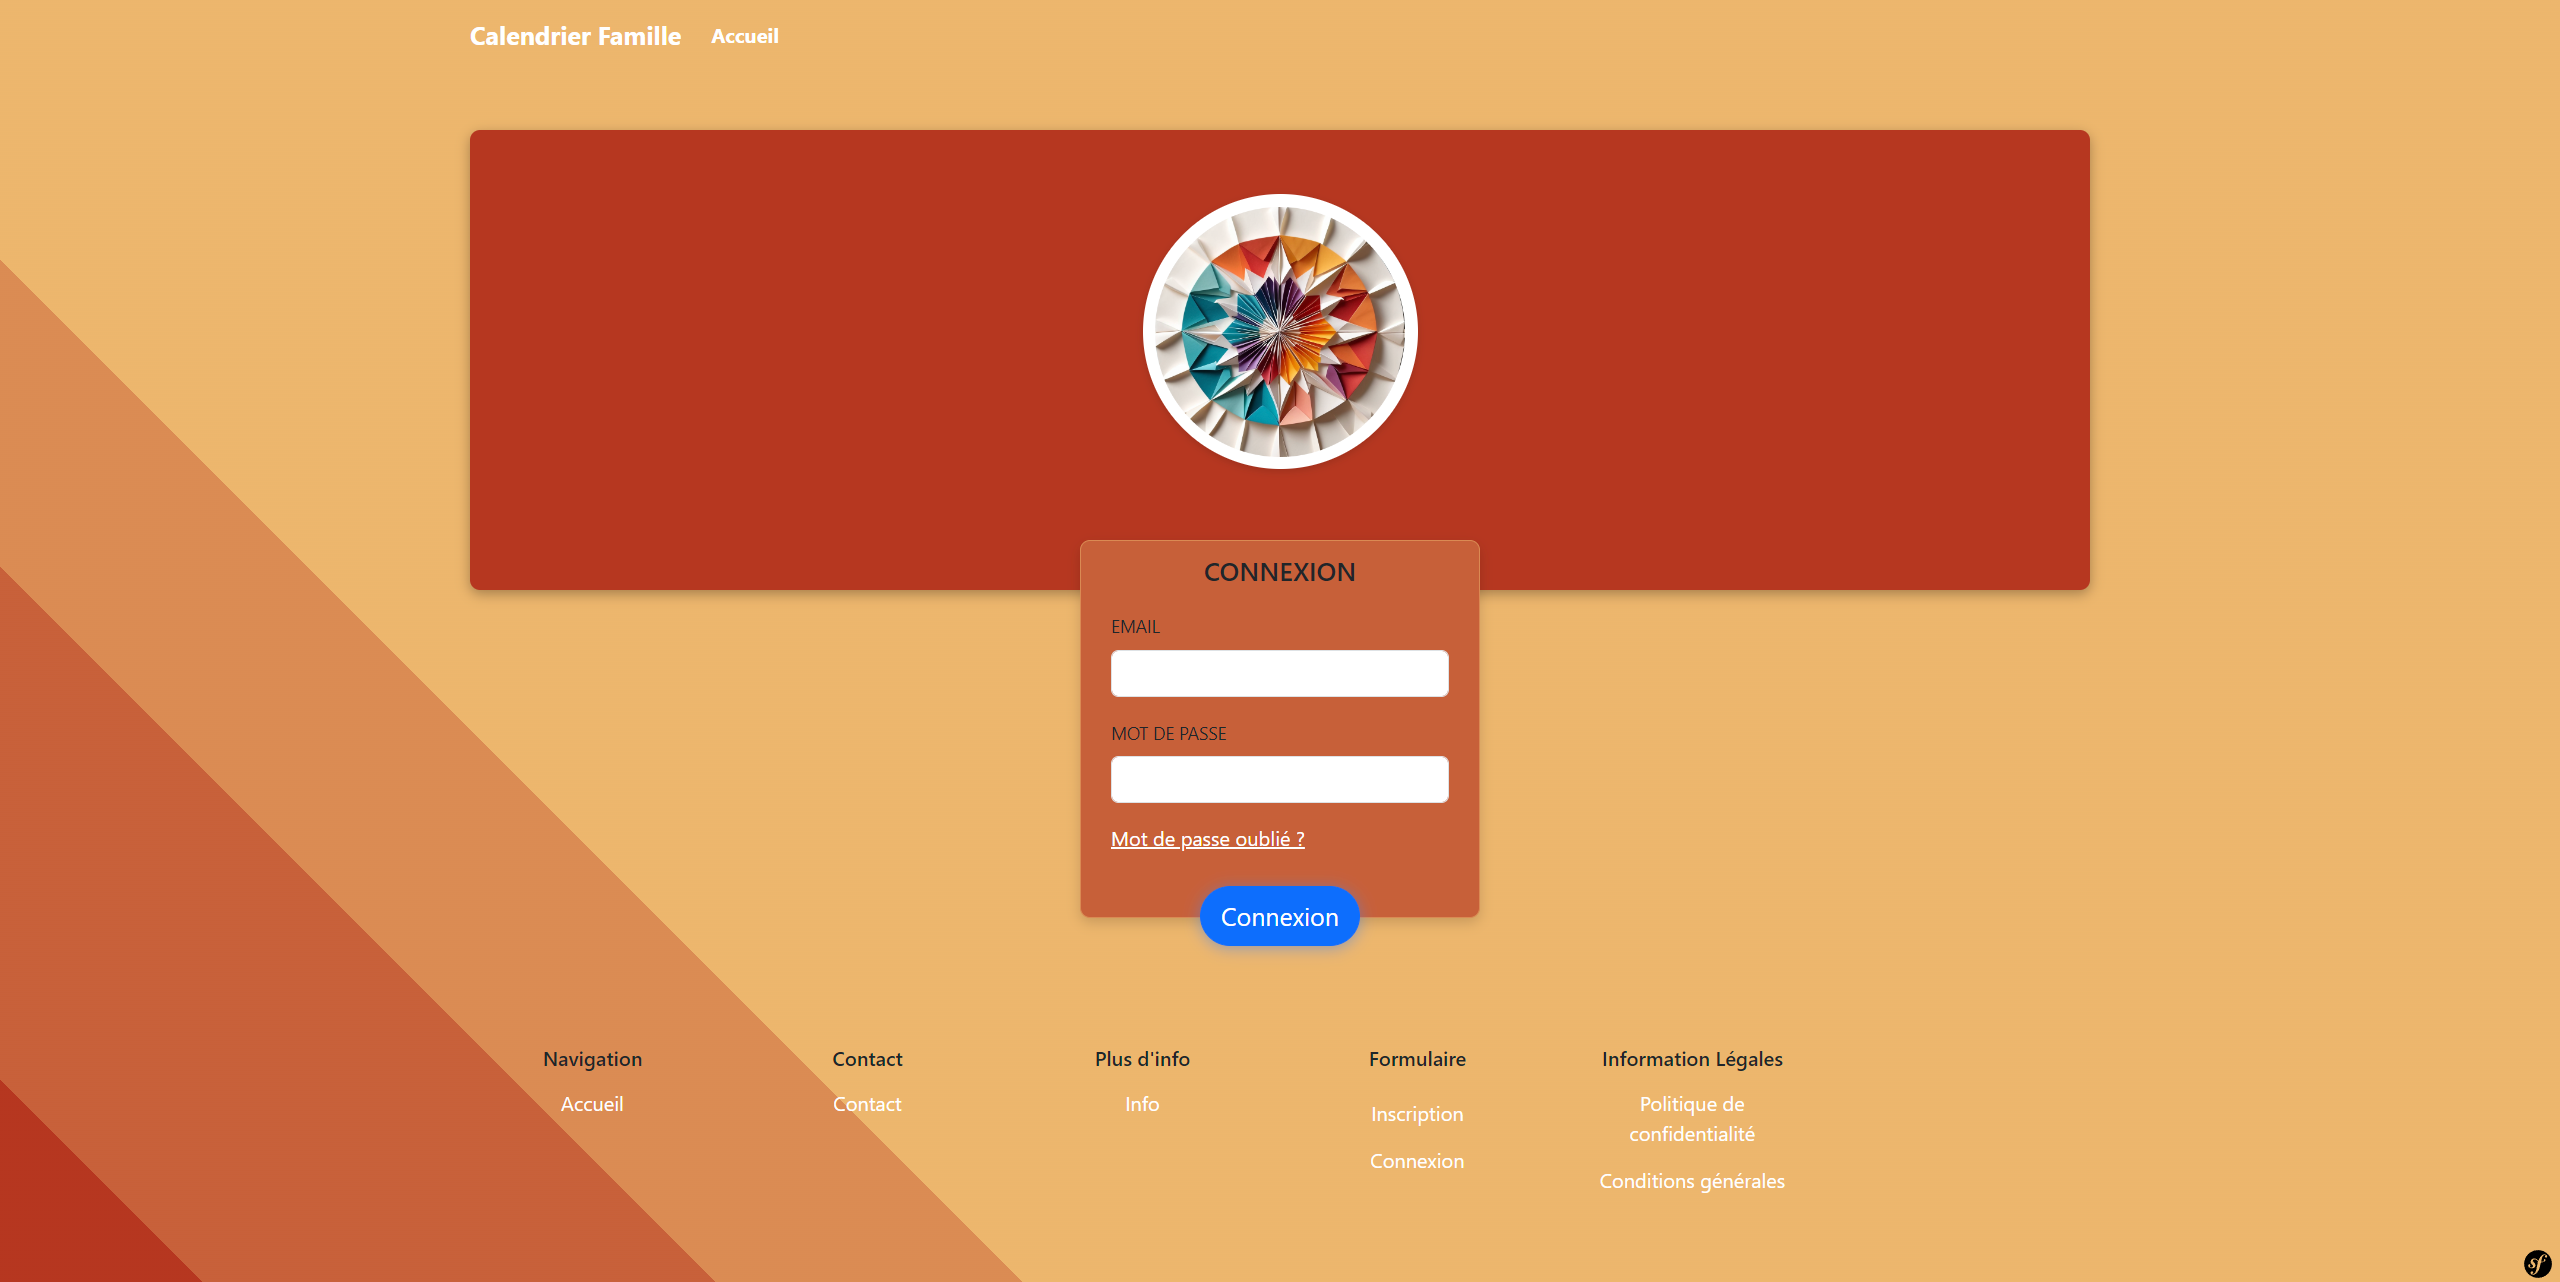 Calendrier Famille Accueil
CONNEXION
EMAIL
MOT DE PASSE
Mot de passe oublié ?
Connexion
Navigation
Accueil
Contact
Contact
Plus d'info
Info
Formulaire
Inscription
Connexion
Information Légales
Politique de
confidentialité
Conditions générales
sf